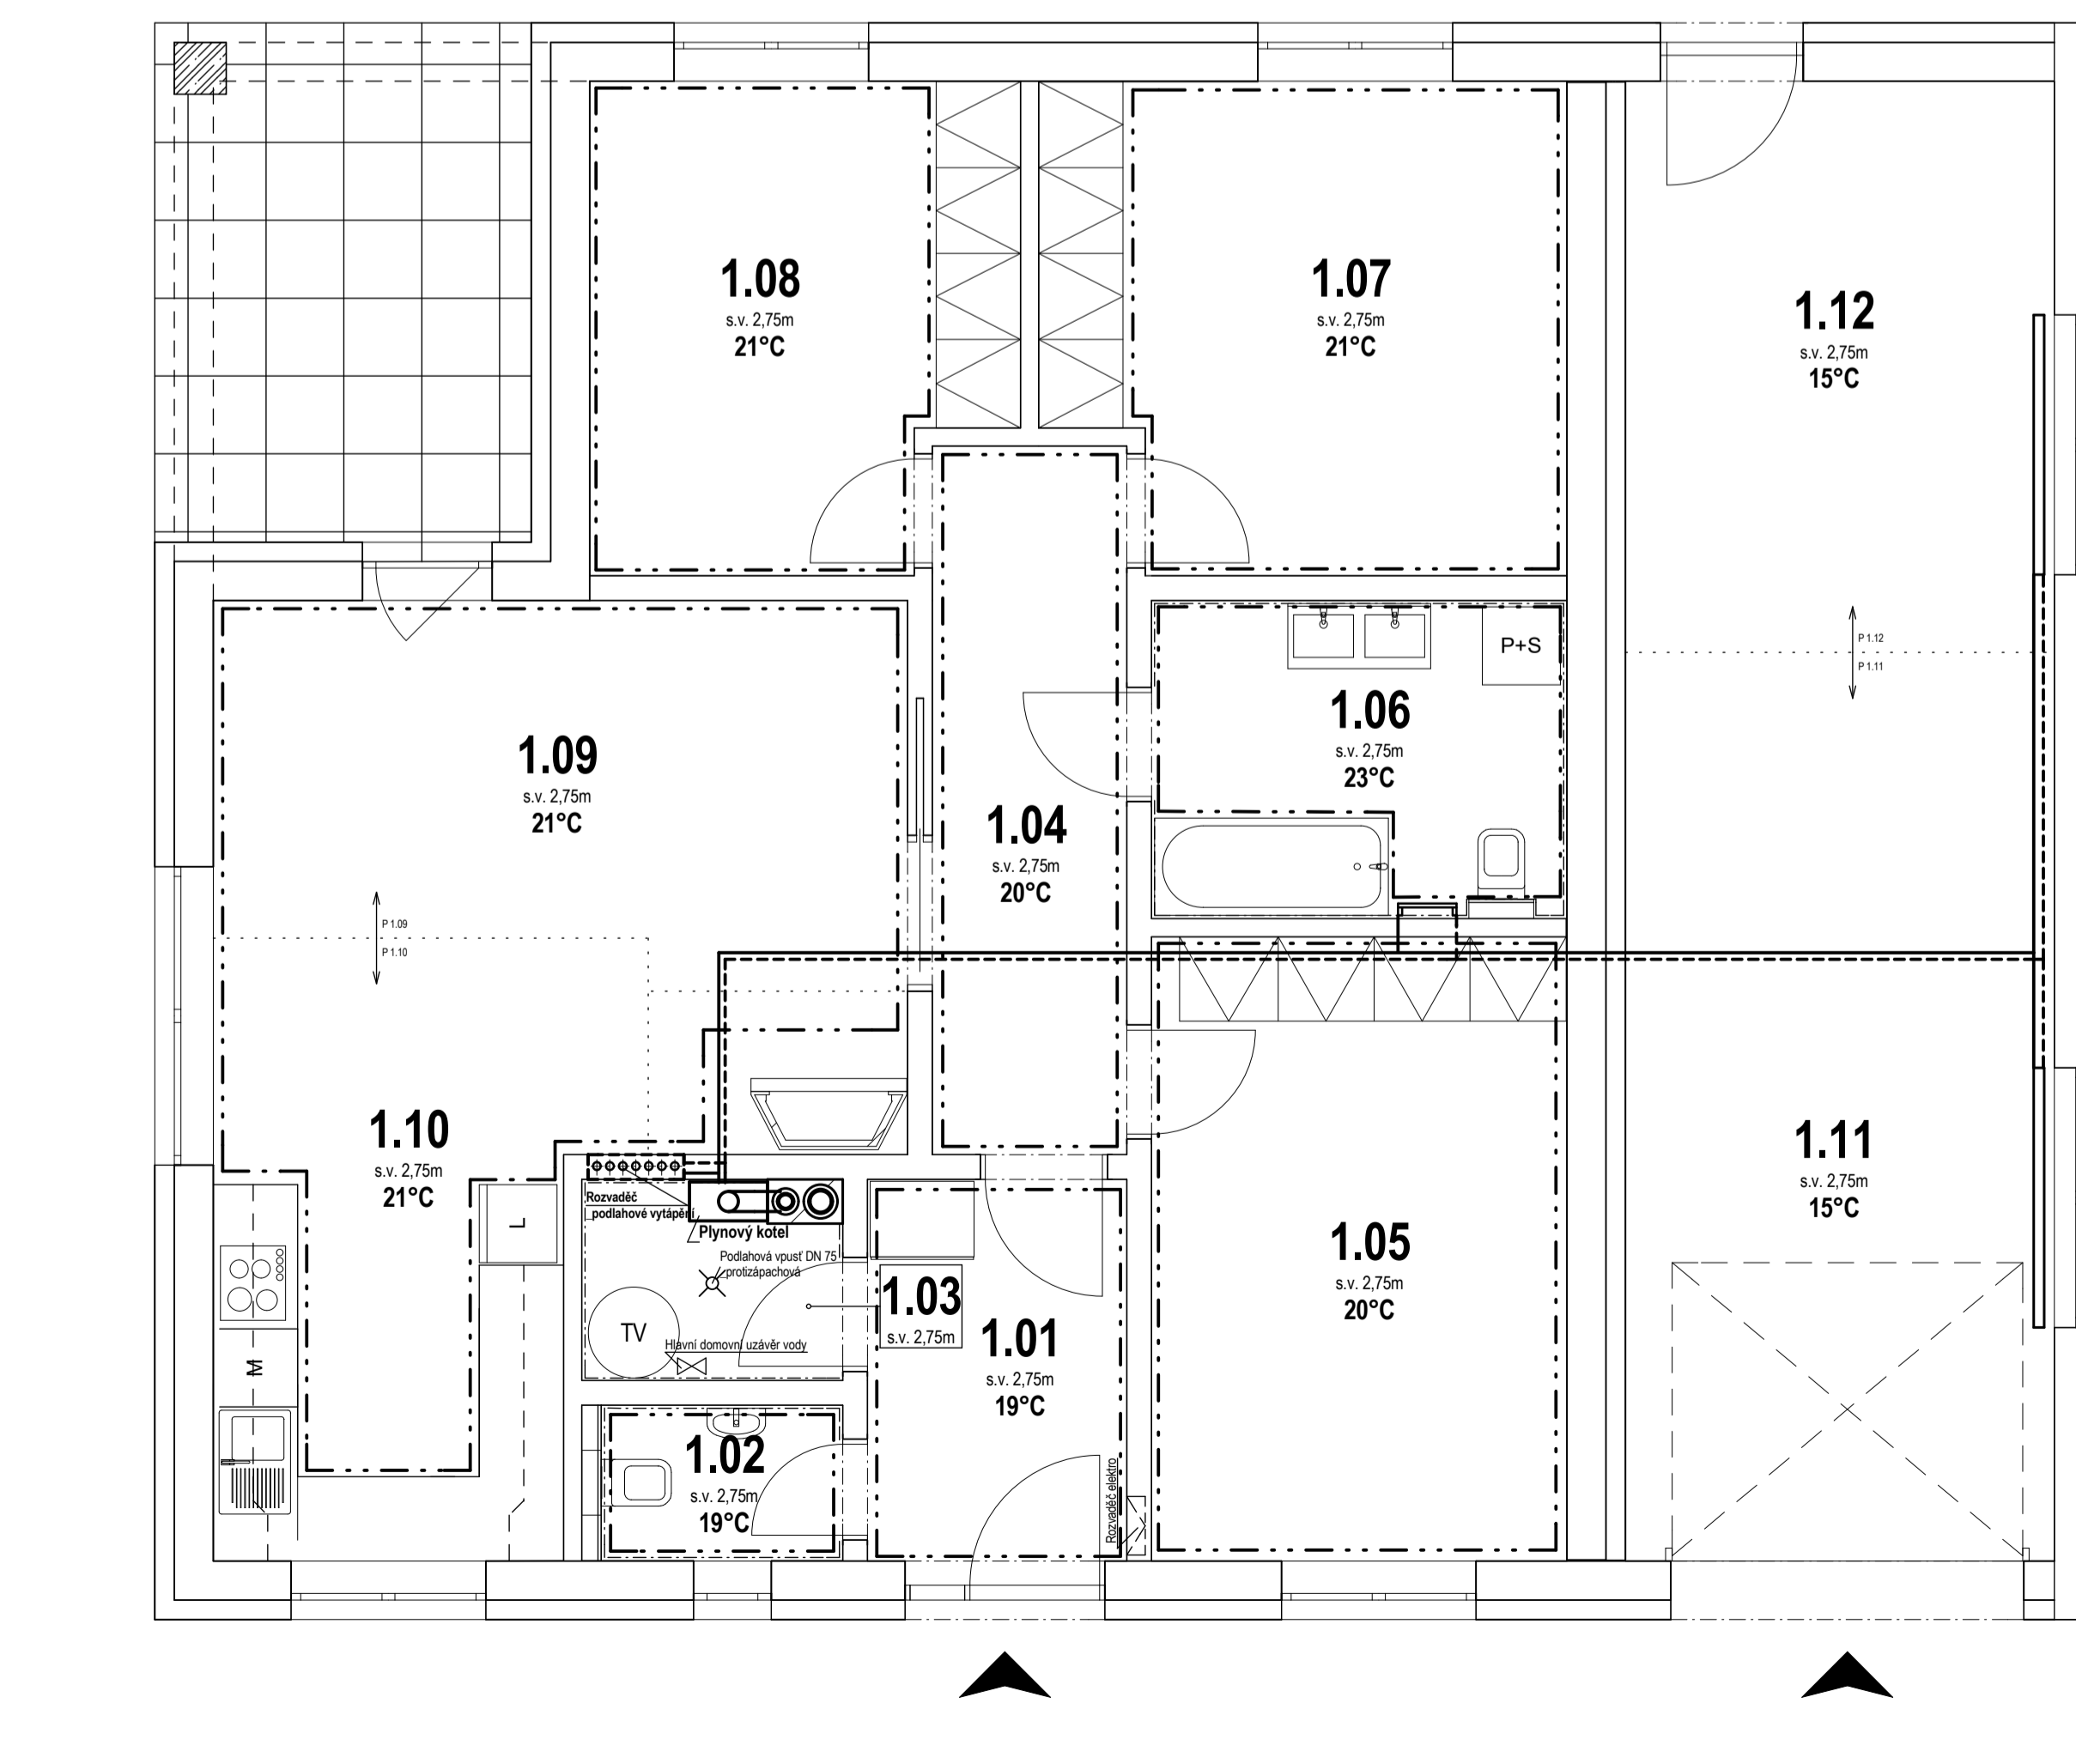 1.08
s.v. 2,75m
21°C
1.07
s.v. 2,75m
21°C
1.12
s.v. 2,75m
15°C
P 1.12
P 1.11
P+S
1.06
s.v. 2,75m
23°C
1.09
s.v. 2,75m
21°C
1.04
s.v. 2,75m
20°C
P 1.09
P 1.10
1.10
s.v. 2,75m
21°C
1.11
s.v. 2,75m
15°C
Rozvaděč
podlahové vytápění
Plynový kotel
Podlahová vpusť DN 75
protizápachová
L
1.05
s.v. 2,75m
20°C
1.03
s.v. 2,75m
TV
Hlavní domovní uzávěr vody
1.01
s.v. 2,75m
19°C
M
1.02
s.v. 2,75m
19°C
Rozvaděč elektro